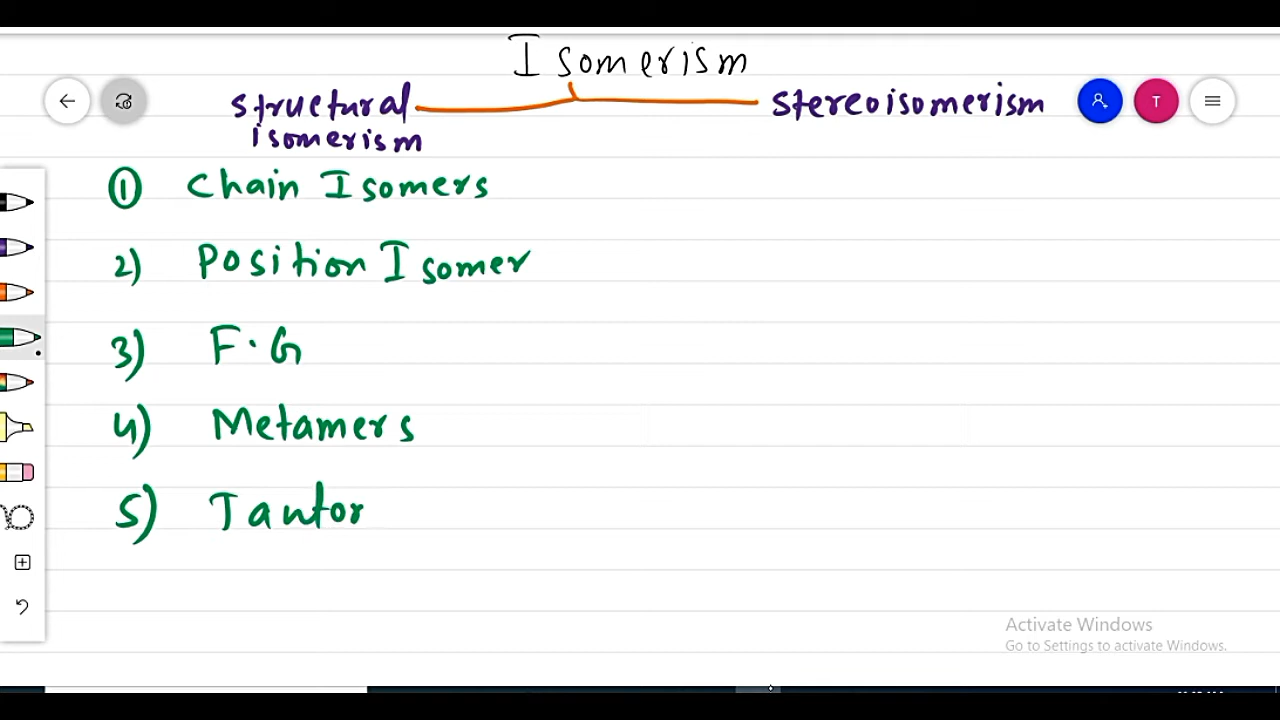 Isomerism
structural stereoisomerism
isomerism
T
① Chain Isomers
2) Position Isomer
3) F.G
4) Metamers
5) Tautor
Activate Windows
Go to Settings to activate Windows.